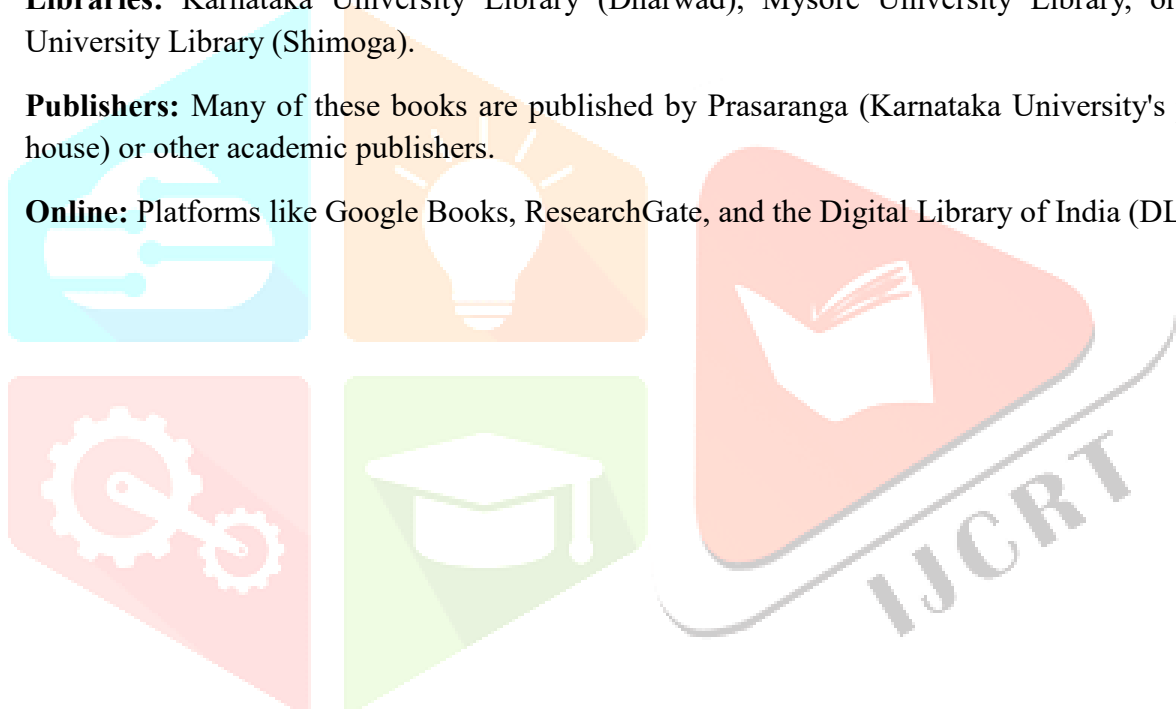 Libraries: Karnataka University Library (Dharwad), Mysore University Library, or
University Library (Shimoga).
Publishers: Many of these books are published by Prasaranga (Karnataka University's
house) or other academic publishers.
Online: Platforms like Google Books, ResearchGate, and the Digital Library of India (DL
IJCRT